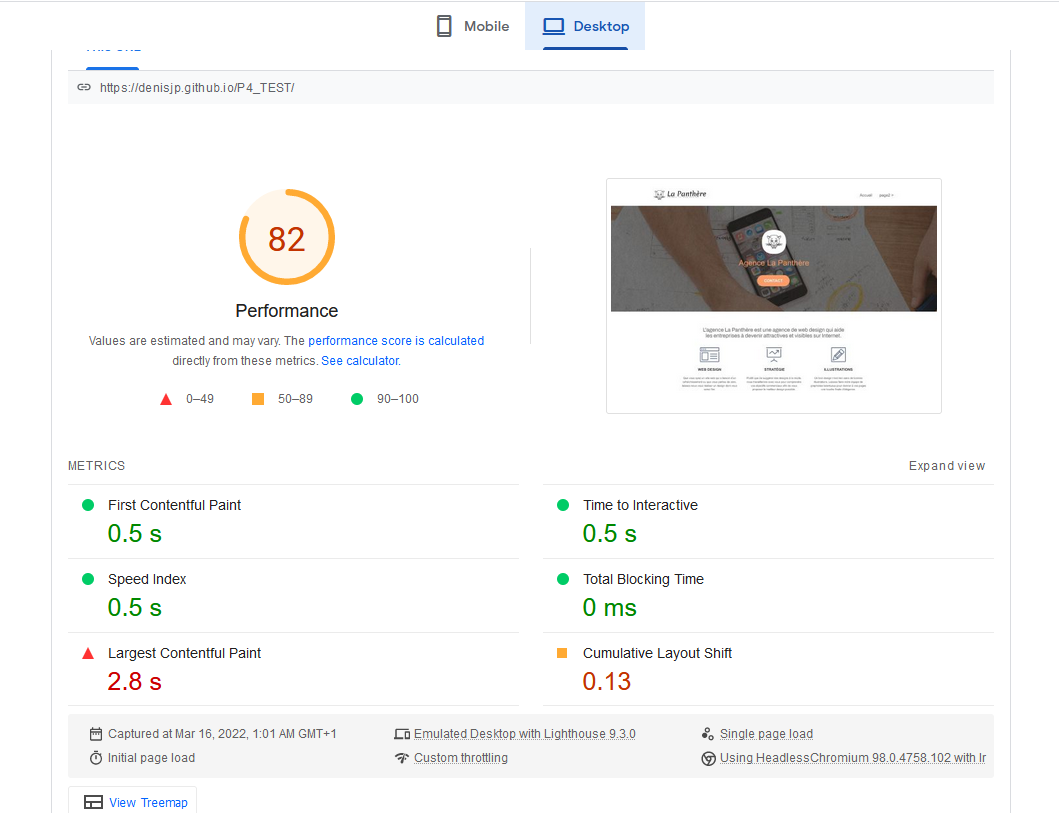 Mobile
Desktop
https://denisjp.github.io/P4_TEST/
82
Performance
Values are estimated and may vary. The performance score is calculated
directly from these metrics. See calculator.
0–49
50–89
90–100
La Panthère
Accueil
Agence La Panthère
CONTACT
L'agence La Panthère est une agence de web design qui aide
les entreprises à devenir attractives et visibles sur Internet.
WEB DESIGN
STRATÉGIE
ILLUSTRATIONS
METRICS
Expand view
First Contentful Paint
0.5 s
Time to Interactive
0.5 s
Speed Index
0.5 s
Total Blocking Time
0 ms
Largest Contentful Paint
2.8 s
Cumulative Layout Shift
0.13
Captured at Mar 16, 2022, 1:01 AM GMT+1
Emulated Desktop with Lighthouse 9.3.0
Single page load
Initial page load
Custom throttling
Using HeadlessChromium 98.0.4758.102 with lr
View Treemap